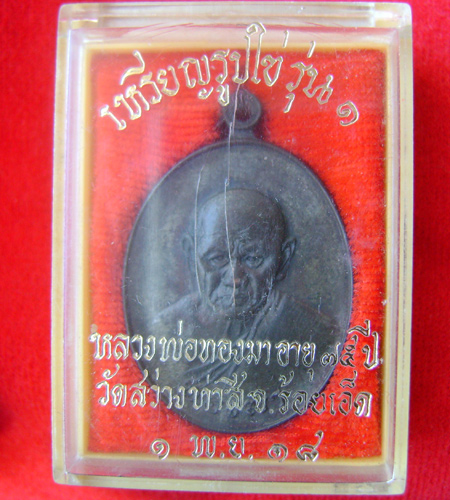 เหรียญรูปไข่ รุ่น ๑
หลวงพ่อทองมา อายุ ปี
วัดสว่างท่าสี จ.ร้อยเอ็ด
๑ พ.ย. ๑๘